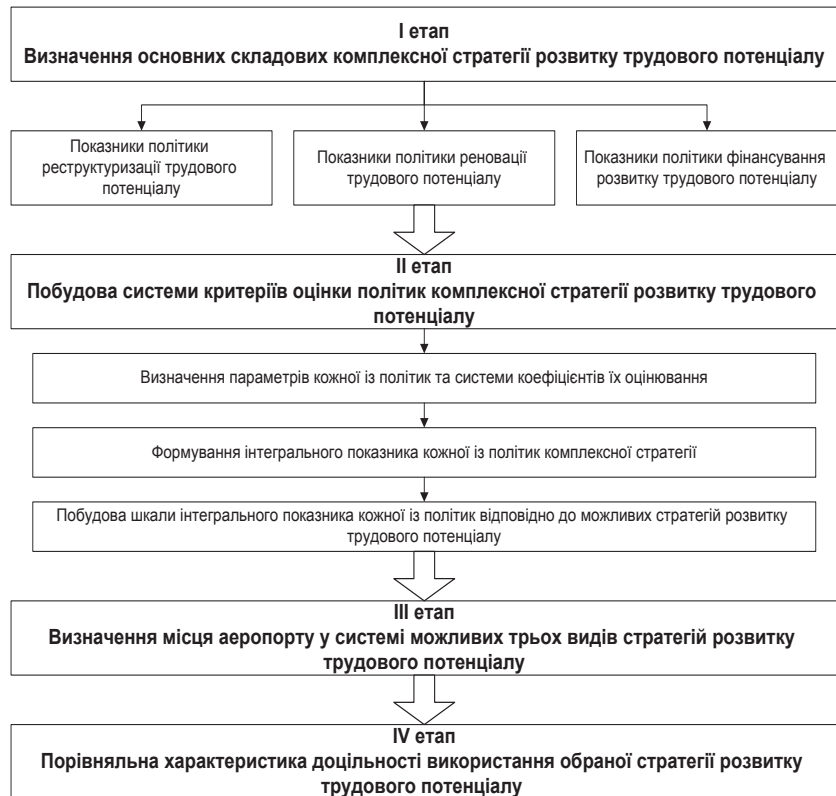 I етап
Визначення основних складових комплексної стратегії розвитку трудового потенціалу
Показники політики
реструктуризації трудового
потенціалу
Показники політики реновації
трудового потенціалу
Показники політики фінансування
розвитку трудового потенціалу
II етап
Побудова системи критеріїв оцінки політик комплексної стратегії розвитку трудового
потенціалу
Визначення параметрів кожної із політик та системи коефіцієнтів їх оцінювання
Формування інтегрального показника кожної із політик комплексної стратегії
Побудова шкали інтегрального показника кожної із політик відповідно до можливих стратегій розвитку
трудового потенціалу
III етап
Визначення місця аеропорту у системі можливих трьох видів стратегій розвитку
трудового потенціалу
IV етап
Порівняльна характеристика доцільності використання обраної стратегії розвитку
трудового потенціалу